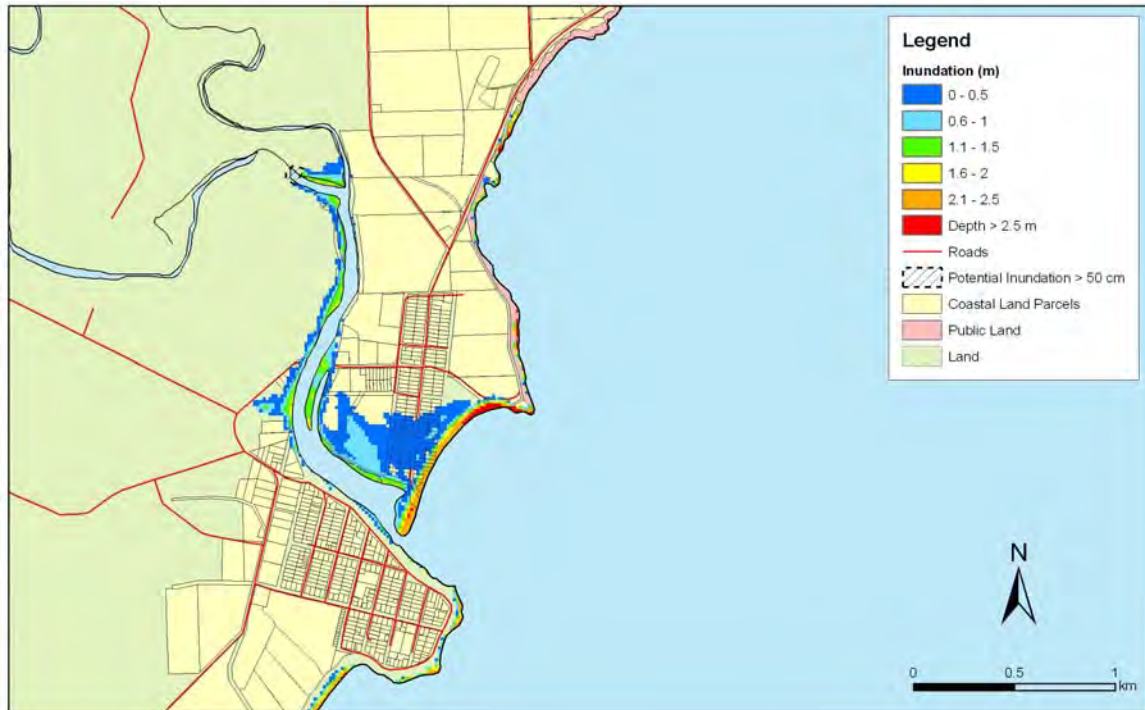 Legend
Inundation (m)
0 - 0.5
0.6 - 1
1.1 - 1.5
1.6 - 2
2.1 - 2.5
Depth > 2.5 m
Roads
Potential Inundation > 50 cm
Coastal Land Parcels
Public Land
Land
N
0 0.5 1
km